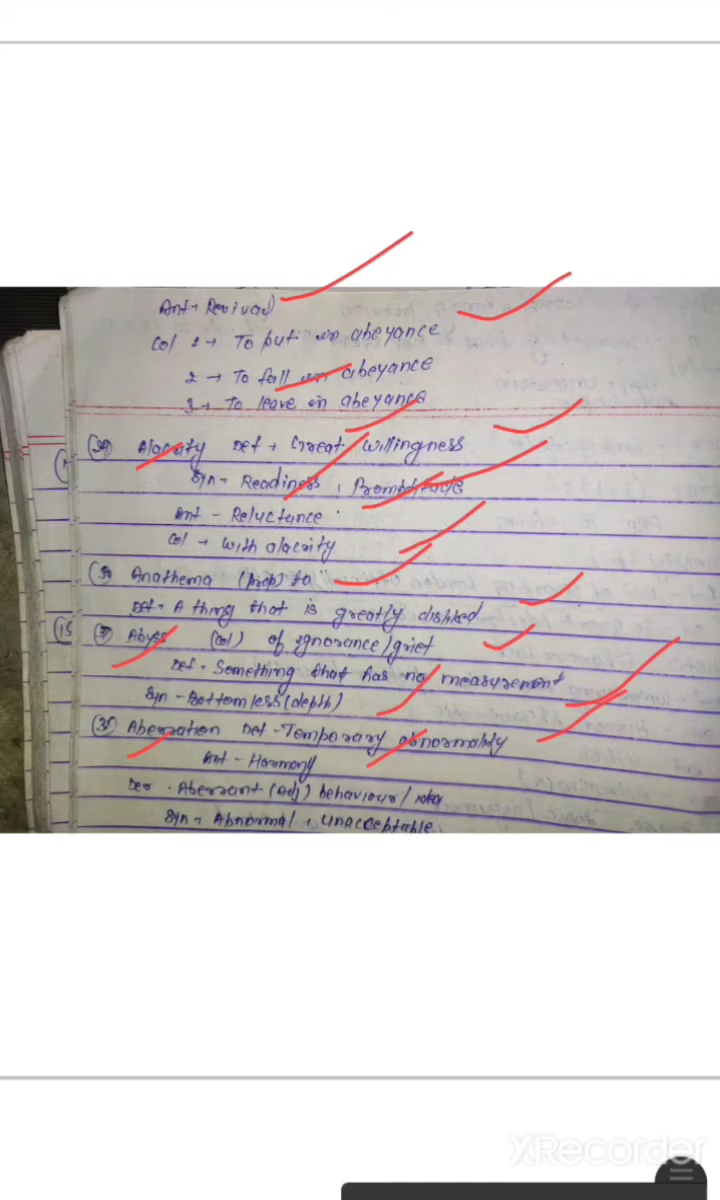 Ant → Revival
Col 1 → To put in abeyance
2 → To fall in abeyance
3 → To leave in abeyance
Alacrity Def → Great willingness
Syn → Readiness, Promptitude
Ant - Reluctance
Col → With alacrity
Anathema (Prep) to
Def → A thing that is greatly disliked
(15
Abyss (Col) of ignorance/grief
Def → Something that has no measurement
Syn - Bottomless (depth)
Aberration Def - Temporary abnormality
Ant - Harmony
Der . Aberrant (Adj) behaviour/
Syn → Abnormal, Unacceptable
XRecorder